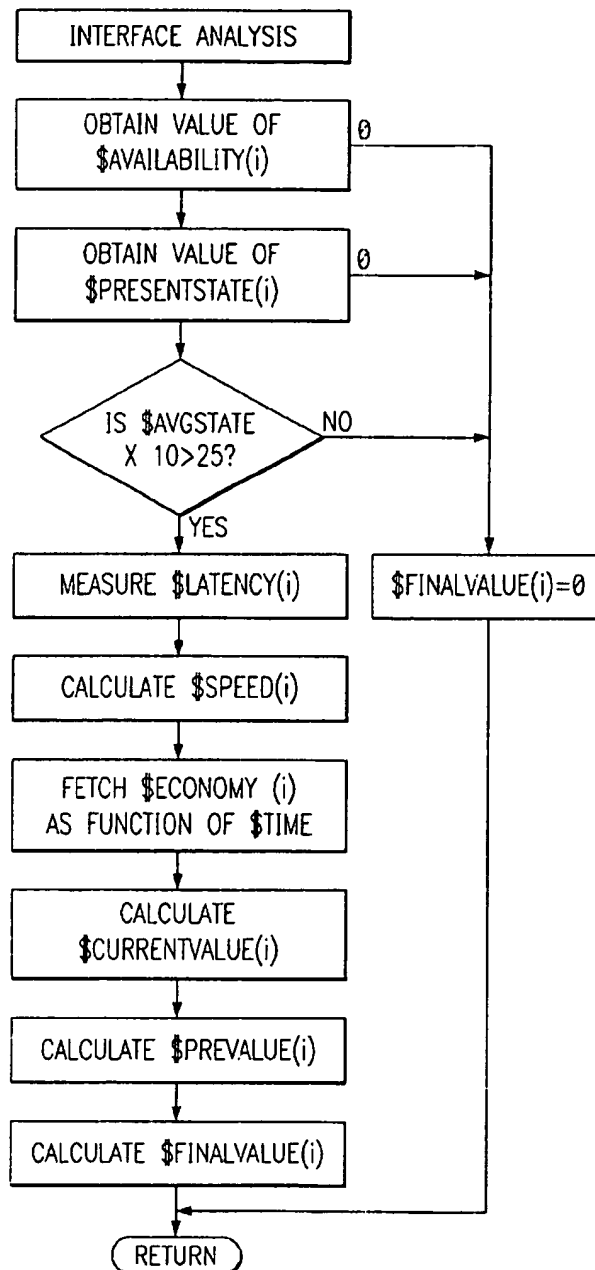 INTERFACE ANALYSIS
OBTAIN VALUE OF
$AVAILABILITY(i)
0
OBTAIN VALUE OF
$PRESENTSTATE(i)
0
IS $AVGSTATE
X 10>25?
NO
YES
MEASURE $LATENCY(i)
$FINALVALUE(i)=0
CALCULATE $SPEED(i)
FETCH $ECONOMY (i)
AS FUNCTION OF $TIME
CALCULATE
$CURRENTVALUE(i)
CALCULATE $PREVALUE(i)
CALCULATE $FINALVALUE(i)
RETURN